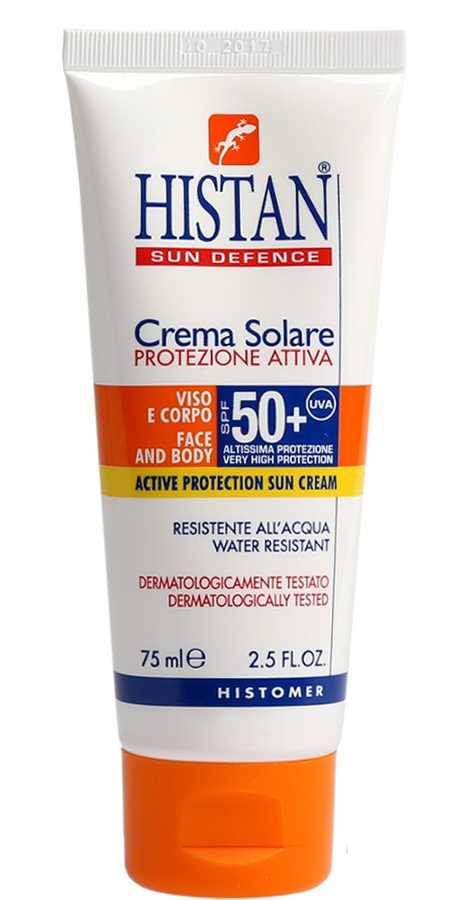 10 2017
HISTAN®
SUN DEFENCE
Crema Solare
PROTEZIONE ATTIVA
VISO
E CORPO
FACE
AND BODY
SPF 50+ UVA
ALTISSIMA PROTEZIONE
VERY HIGH PROTECTION
ACTIVE PROTECTION SUN CREAM
RESISTENTE ALL'ACQUA
WATER RESISTANT
DERMATOLOGICAMENTE TESTATO
DERMATOLOGICALLY TESTED
75 ml℮ 2.5 FL.OZ.
HISTOMER